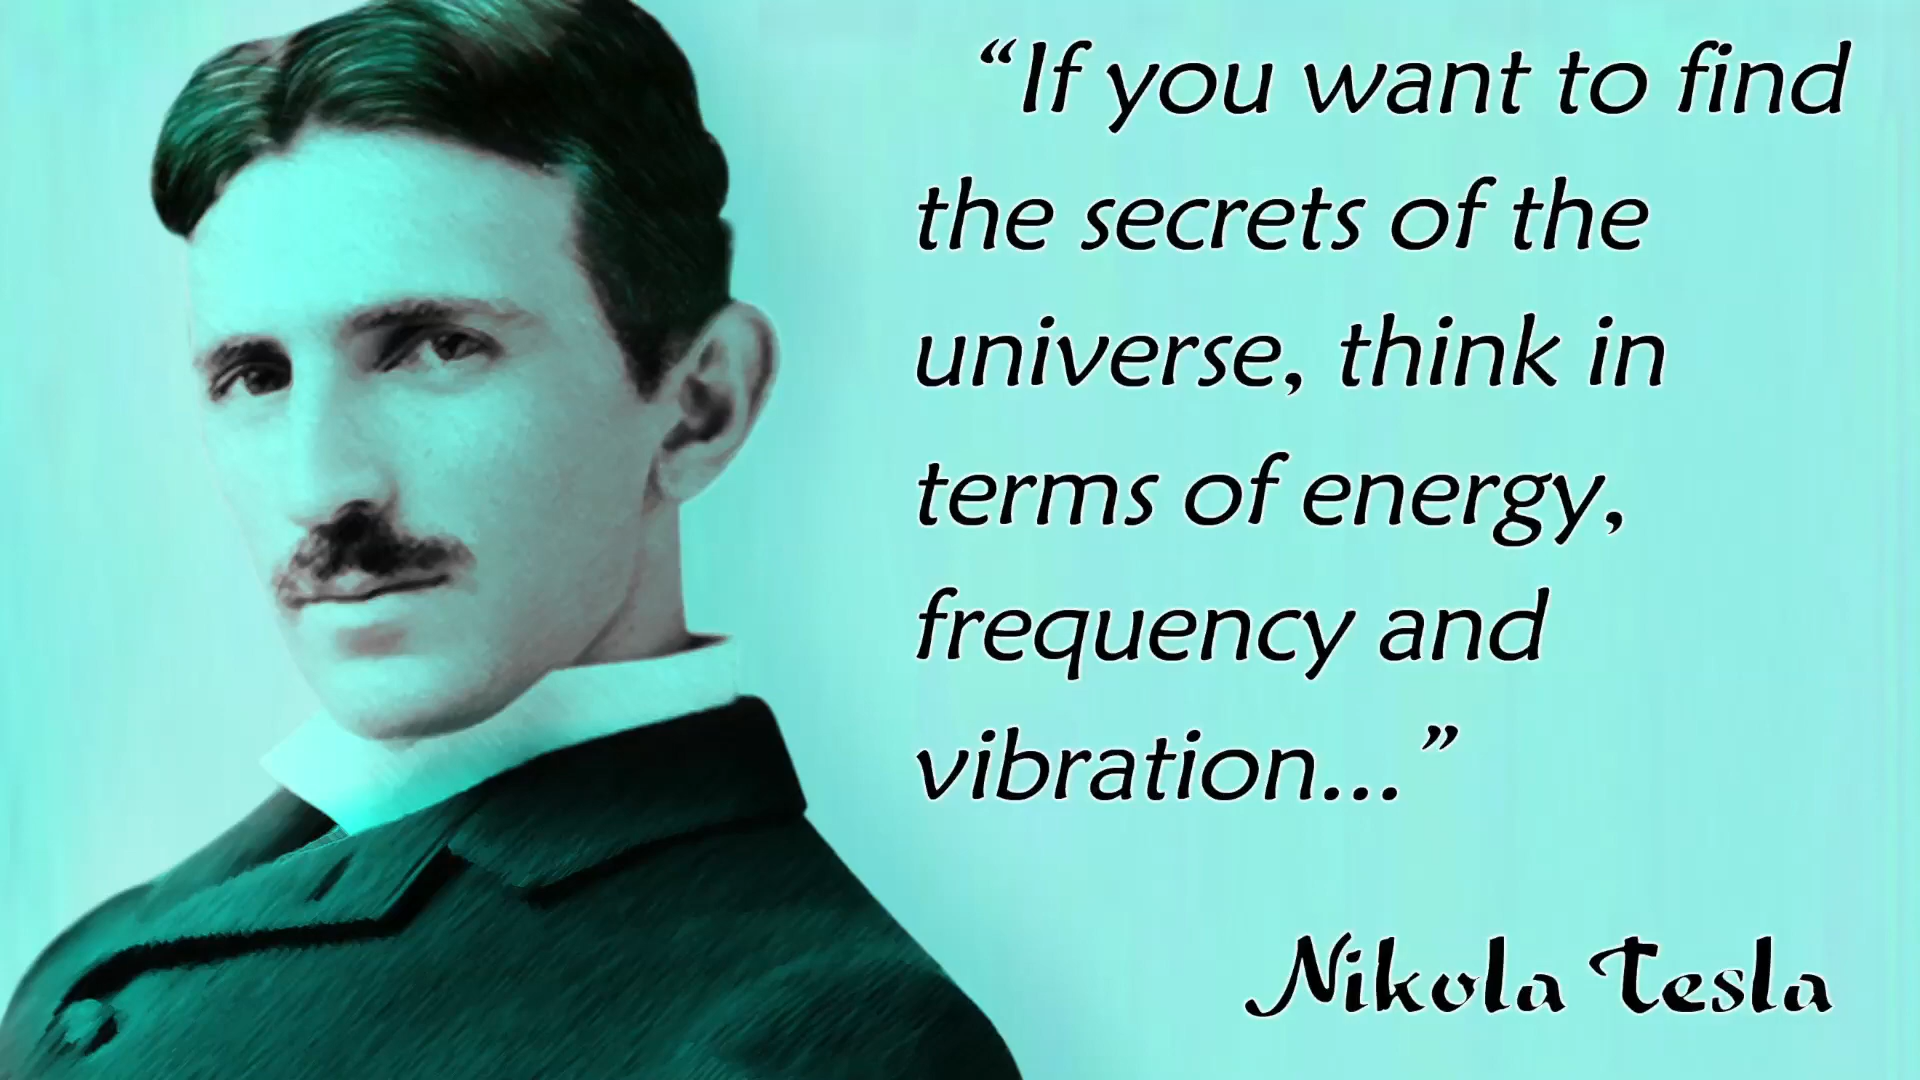 “If you want to find
the secrets of the
universe, think in
terms of energy,
frequency and
vibration...”
Nikola Tesla